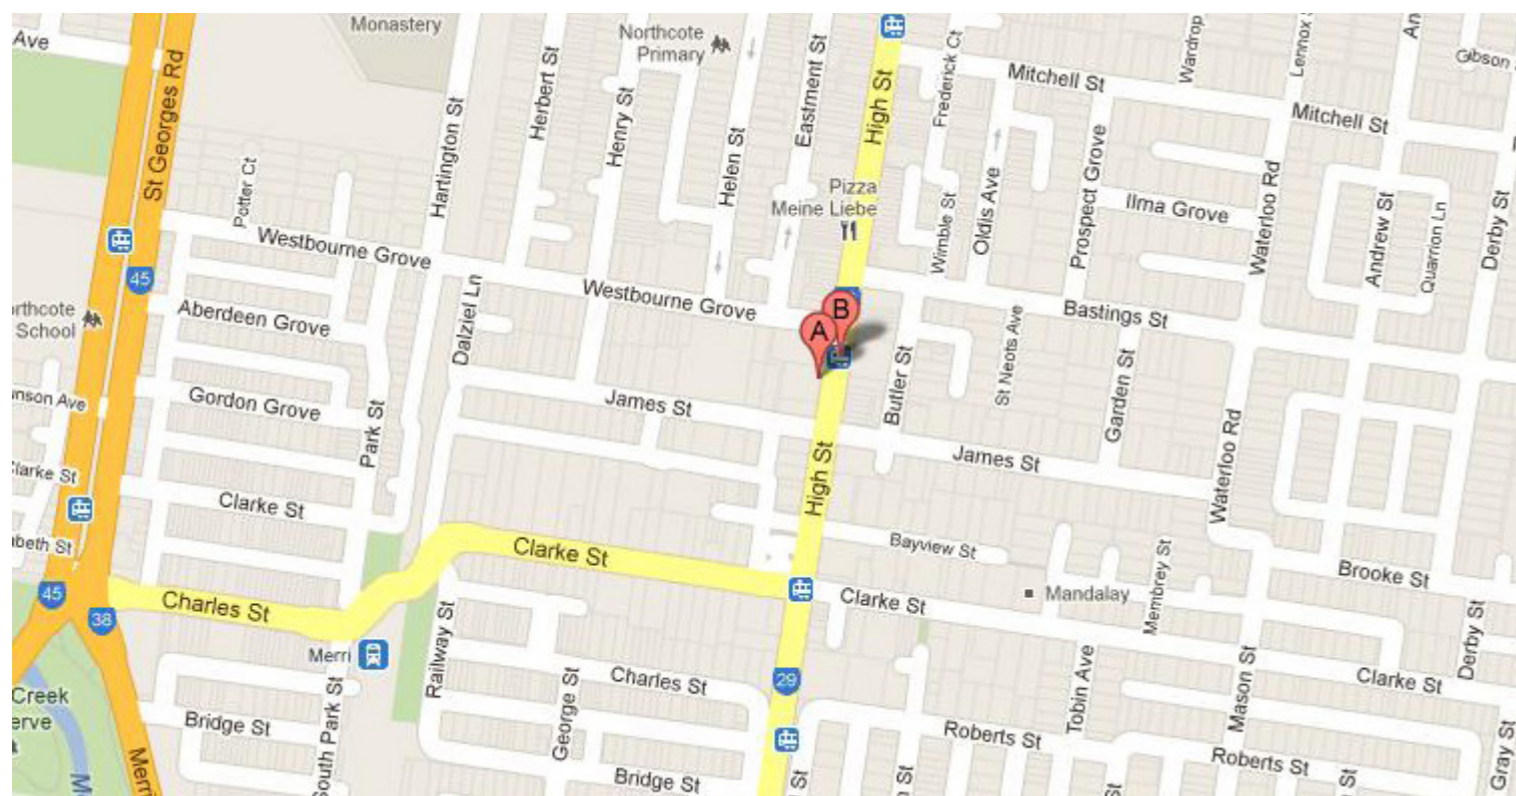 Monastery
Northcote
Primary
Ave
St Georges Rd
Hartington St
Herbert St
Henry St
Helen St
Eastment St
High St
Frederick Ct
Mitchell St
Wardrop
Lennox
Gibson
Mitchell St
Potter Ct
Pizza
Meine Liebe
Wimble St
Oldis Ave
Prospect Grove
Ilma Grove
Waterloo Rd
Andrew St
Quarrion Ln
Derby St
Westbourne Grove
45
Westbourne Grove
Bastings St
rthcote
School
Aberdeen Grove
Dalziel Ln
A
B
Butler St
St Neots Ave
Garden St
nson Ave
Gordon Grove
Park St
James St
High St
James St
Waterloo Rd
Clarke St
Clarke St
beth St
Clarke St
Bayview St
Brooke St
45
38
Charles St
Clarke St
Mandalay
Membrey St
Merri
Railway St
Charles St
29
Tobin Ave
Mason St
Clarke St
Derby St
Creek
erve
Bridge St
South Park St
George St
Bridge St
Roberts St
Roberts St
Gray St
Merri
St
St
St
St